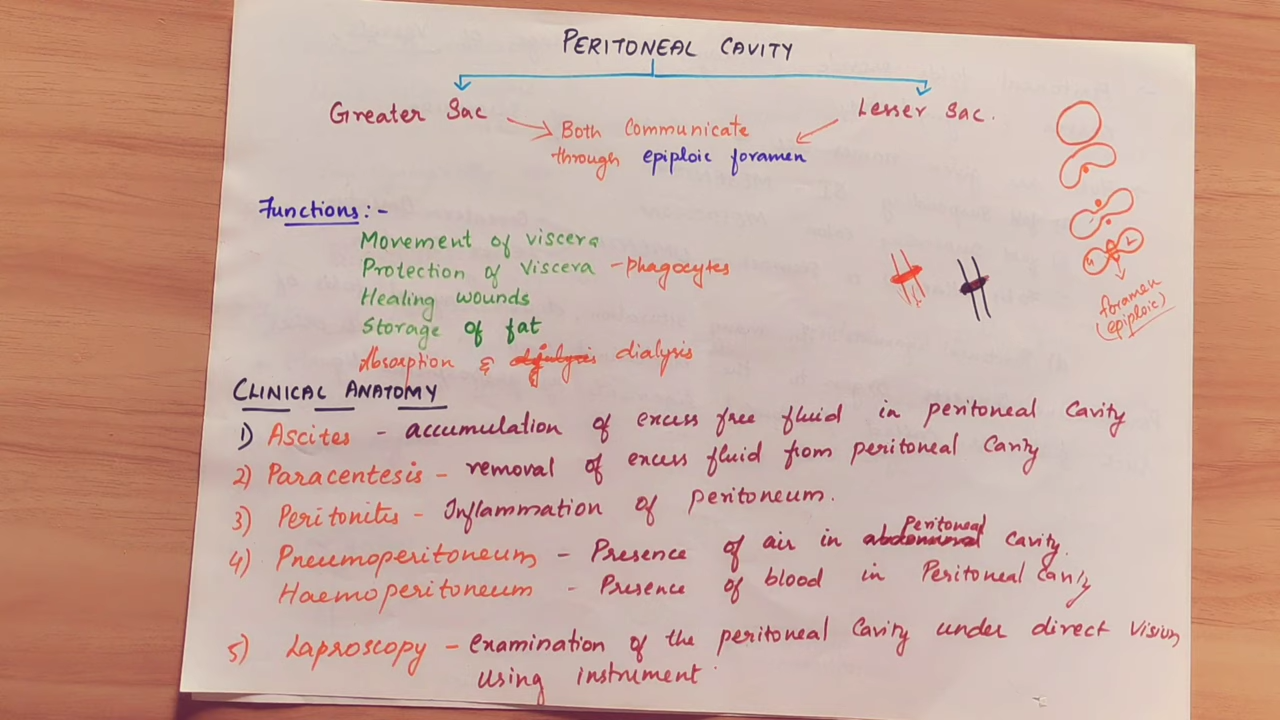 PERITONEAL CAVITY
Greater Sac
Lesser Sac.
Both Communicate
through epiploic foramen
Functions:-
Movement of viscera
Protection of Viscera - phagocytes
Healing wounds
Storage of fat
Absorption & dialysis
foramen
(epiploic)
CLINICAL ANATOMY
1) Ascites - accumulation of excess free fluid in peritoneal Cavity
2) Paracentesis - removal of excess fluid from peritoneal Cavity
3) Peritonitis - Inflammation of peritoneum.
4) Pneumoperitoneum - Presence of air in abdominal Peritoneal Cavity.
Haemoperitoneum - Presence of blood in Peritoneal Cavity
5) Laproscopy - examination of the peritoneal Cavity under direct Vision
using instrument